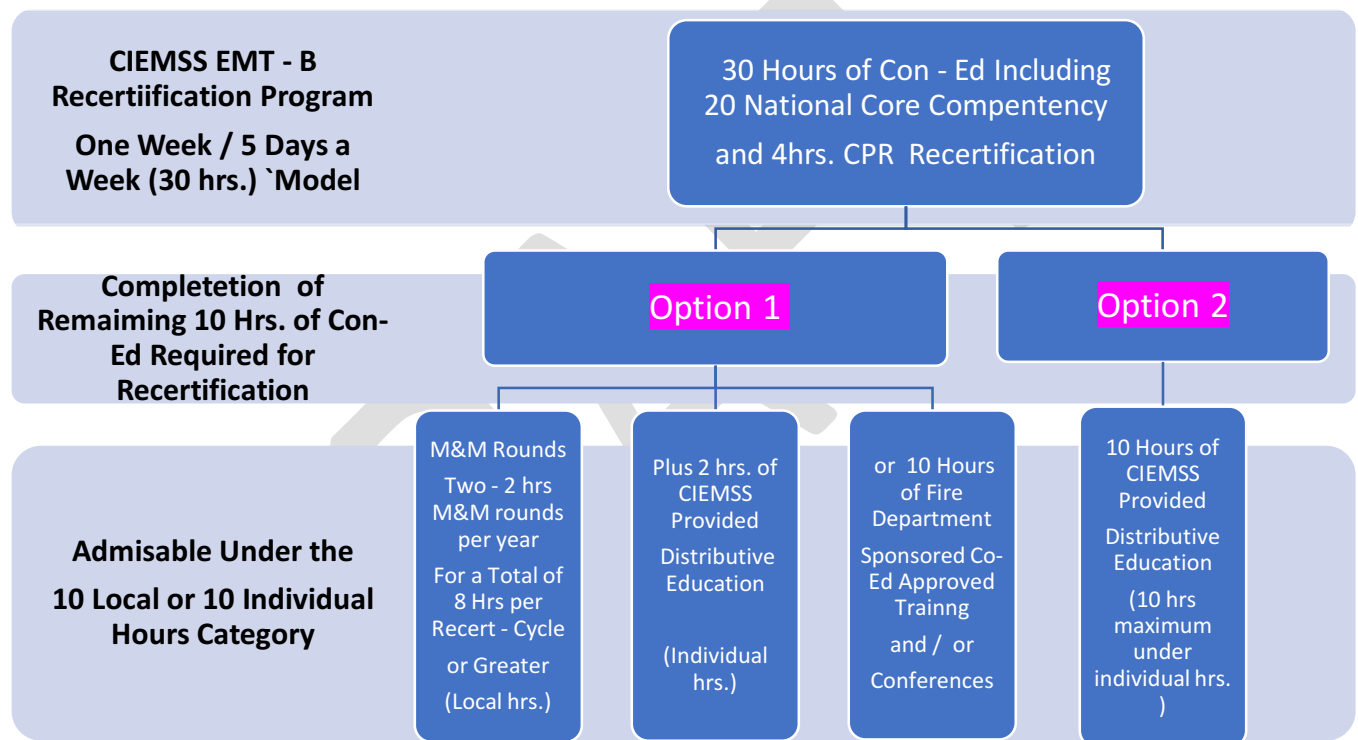 CIEMSS EMT - B
Recertiification Program
One Week / 5 Days a
Week (30 hrs.) `Model
30 Hours of Con - Ed Including
20 National Core Compentency
and 4hrs. CPR Recertification
Completetion of
Remaiming 10 Hrs. of Con-
Ed Required for
Recertification
Option 1
Option 2
Admisable Under the
10 Local or 10 Individual
Hours Category
M&M Rounds
Two - 2 hrs
M&M rounds
per year
For a Total of
8 Hrs per
Recert - Cycle
or Greater
(Local hrs.)
Plus 2 hrs. of
CIEMSS
Provided
Distributive
Education
(Individual
hrs.)
or 10 Hours
of Fire
Department
Sponsored Co-
Ed Approved
Trainng
and / or
Conferences
10 Hours of
CIEMSS
Provided
Distributive
Education
(10 hrs
maximum
under
individual hrs.
)